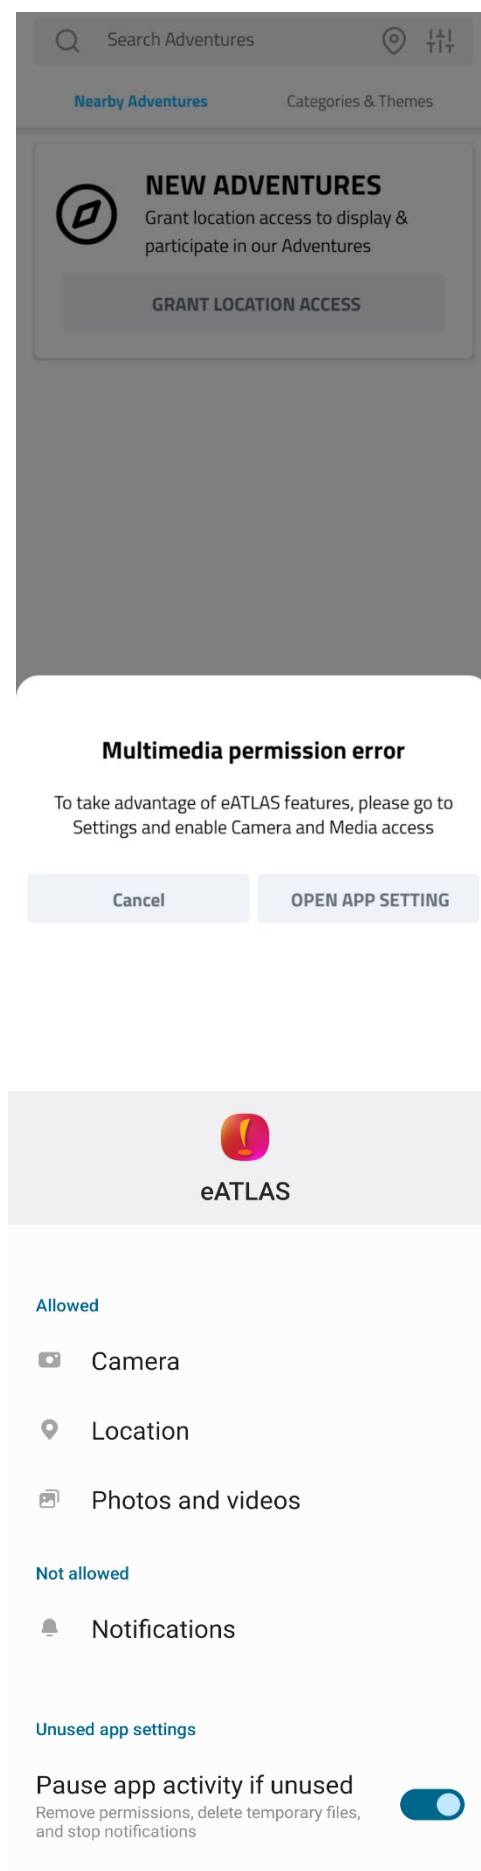 Search Adventures
Nearby Adventures
Categories & Themes
NEW ADVENTURES
Grant location access to display &
participate in our Adventures
GRANT LOCATION ACCESS
Multimedia permission error
To take advantage of eATLAS features, please go to
Settings and enable Camera and Media access
Cancel
OPEN APP SETTING
eATLAS
Allowed
Camera
Location
Photos and videos
Not allowed
Notifications
Unused app settings
Pause app activity if unused
Remove permissions, delete temporary files,
and stop notifications